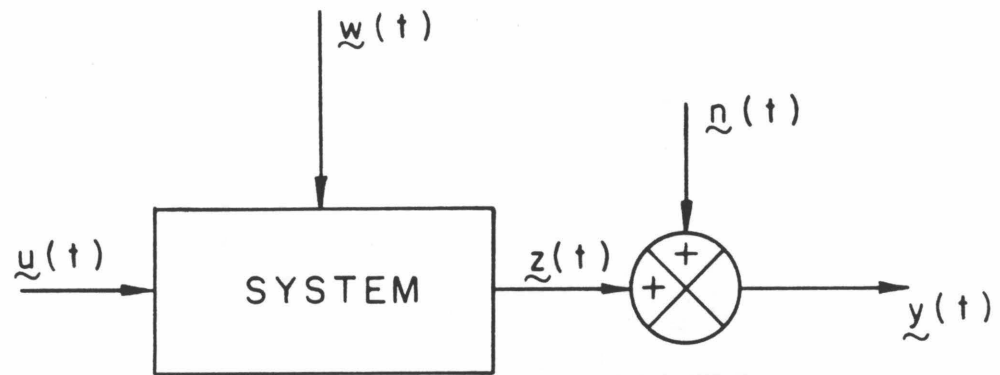 w(t)
n(t)
u(t)
SYSTEM
z(t)
+
+
y(t)